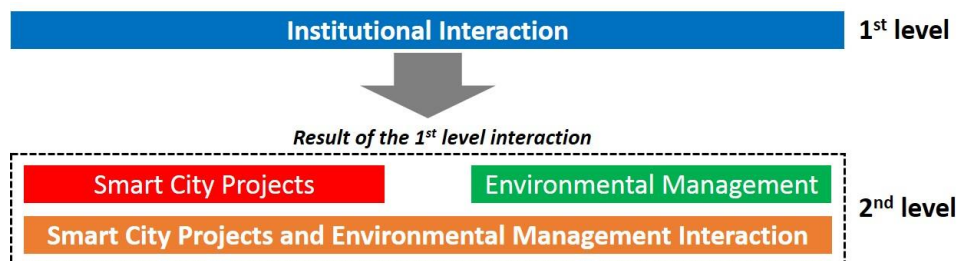 Institutional Interaction
1st level
Result of the 1st level interaction
Smart City Projects
Environmental Management
2nd level
Smart City Projects and Environmental Management Interaction